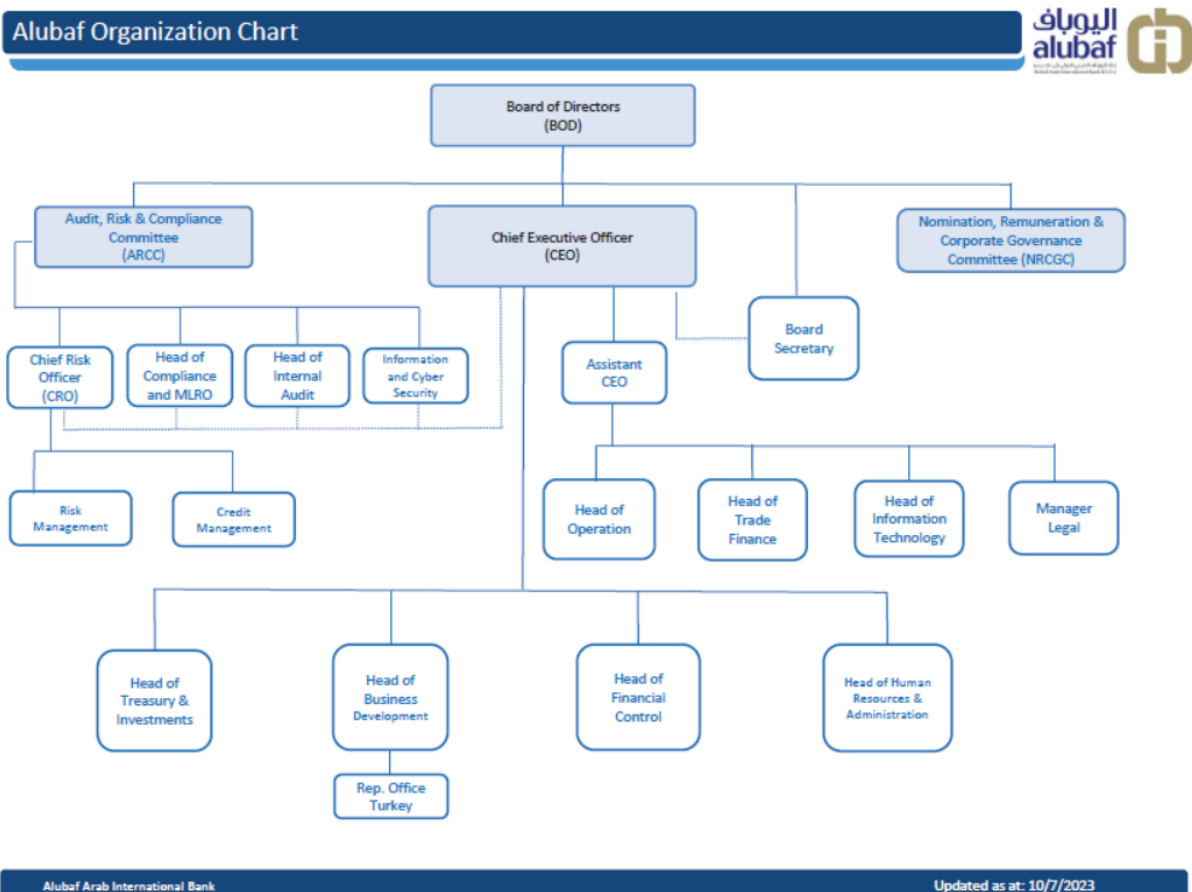 Alubaf Organization Chart
اليوباف
alubaf
Board of Directors
(BOD)
Audit, Risk & Compliance
Committee
(ARCC)
Chief Executive Officer
(CEO)
Nomination, Remuneration &
Corporate Governance
Committee (NRCGC)
Board
Secretary
Chief Risk
Officer
(CRO)
Head of
Compliance
and MLRO
Head of
Internal
Audit
Information
and Cyber
Security
Assistant
CEO
Risk
Management
Credit
Management
Head of
Operation
Head of
Trade
Finance
Head of
Information
Technology
Manager
Legal
Head of
Treasury &
Investments
Head of
Business
Development
Head of
Financial
Control
Head of Human
Resources &
Administration
Rep. Office
Turkey
Alubaf Arab International Bank
Updated as at: 10/7/2023